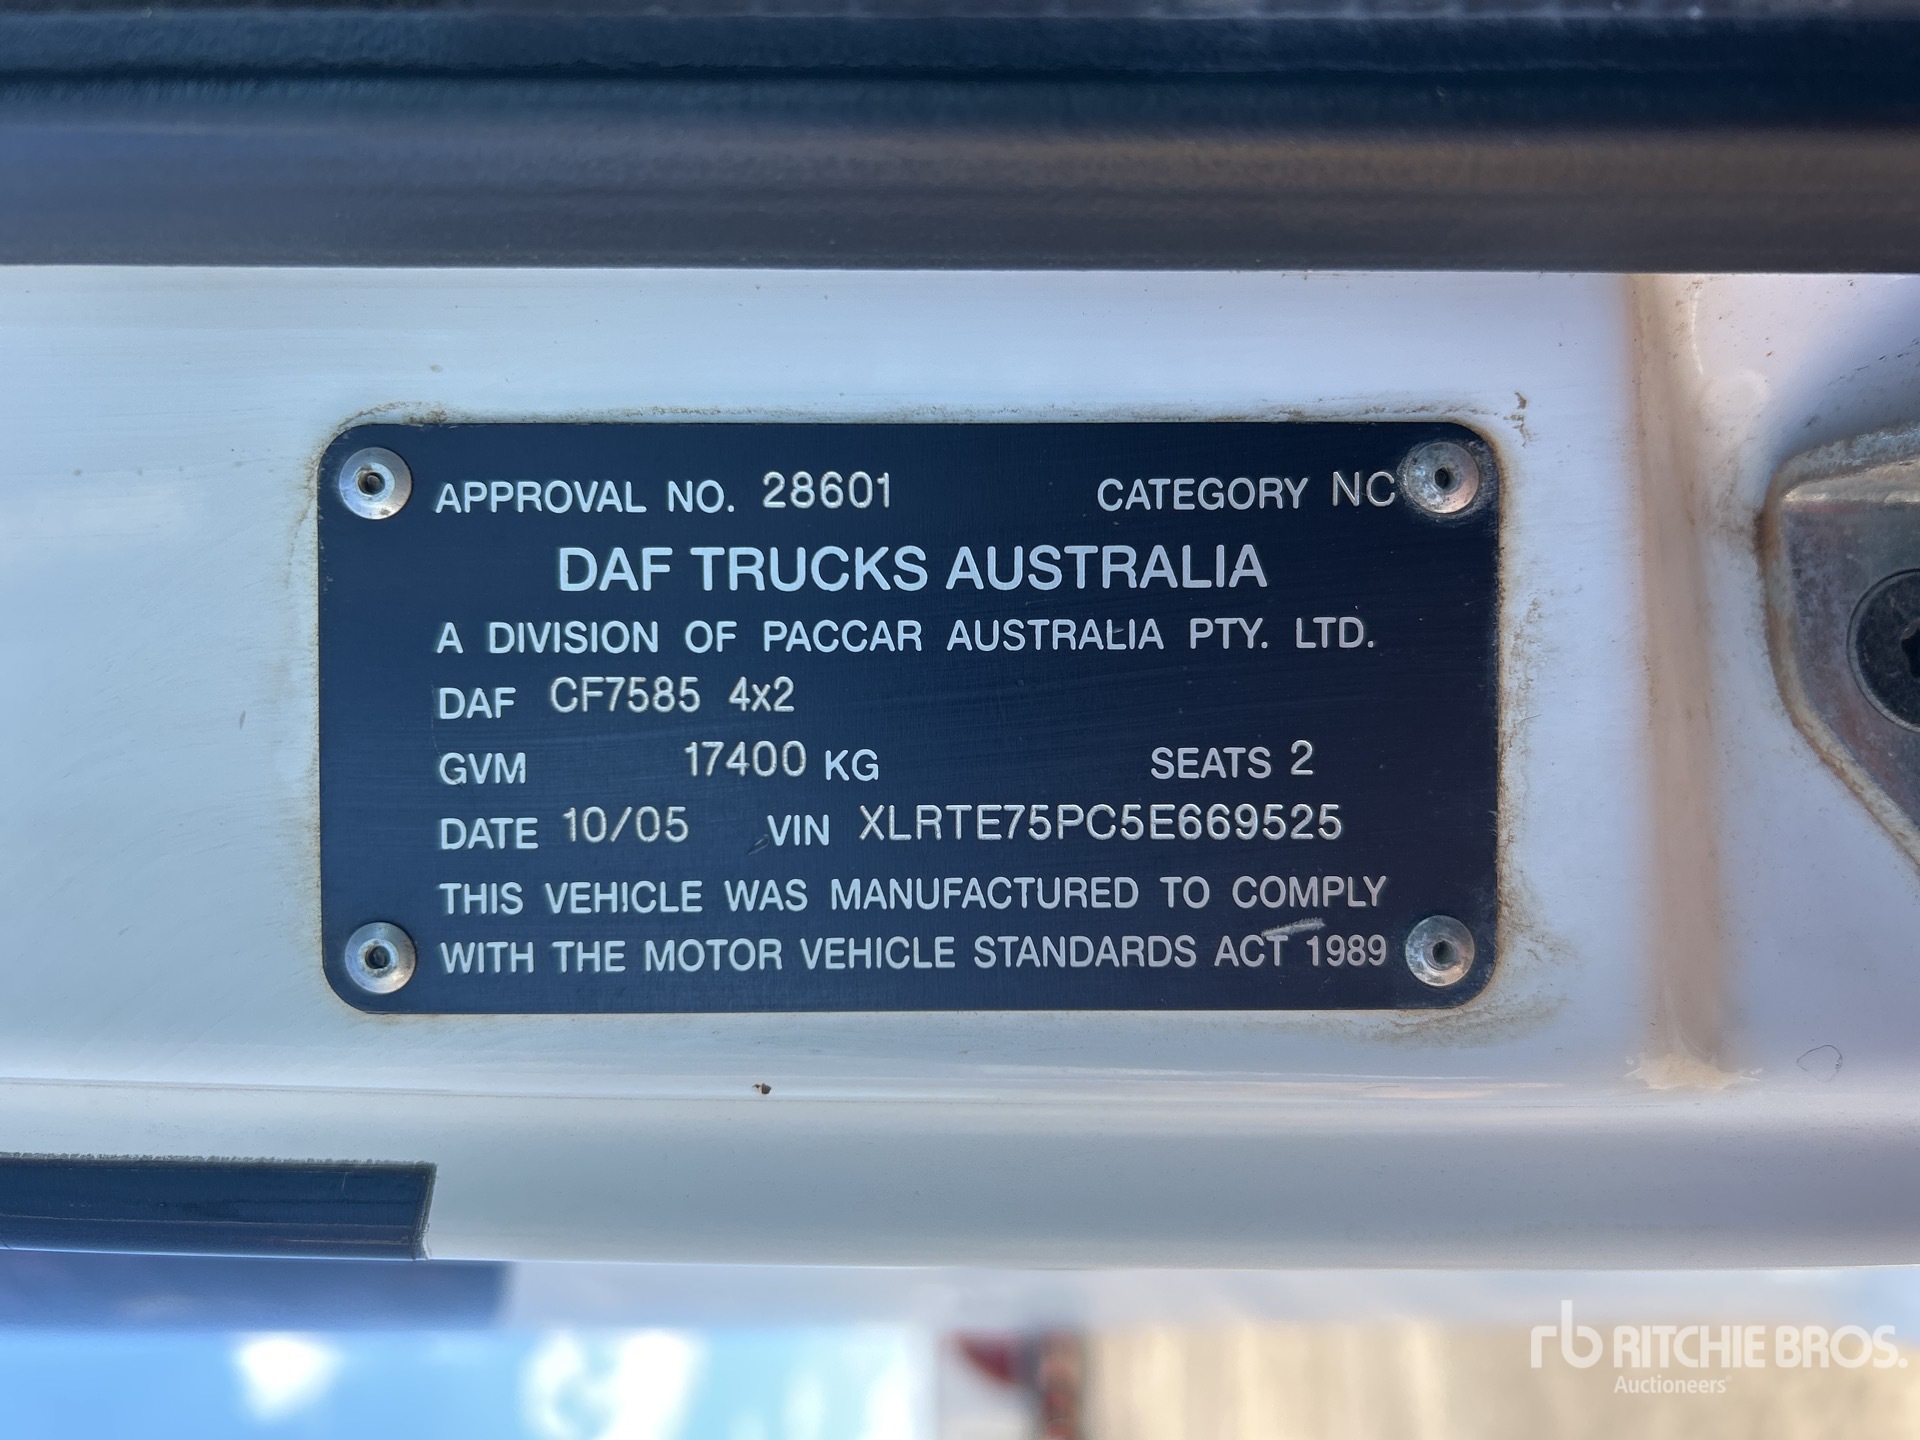 APPROVAL NO. 28601 CATEGORY NC
DAF TRUCKS AUSTRALIA
A DIVISION OF PACCAR AUSTRALIA PTY. LTD.
DAF CF7585 4x2
GVM 17400 KG SEATS 2
DATE 10/05 VIN XLRTE75PC5E669525
THIS VEHICLE WAS MANUFACTURED TO COMPLY
WITH THE MOTOR VEHICLE STANDARDS ACT 1989
rb RITCHIE BROS.
Auctioneers